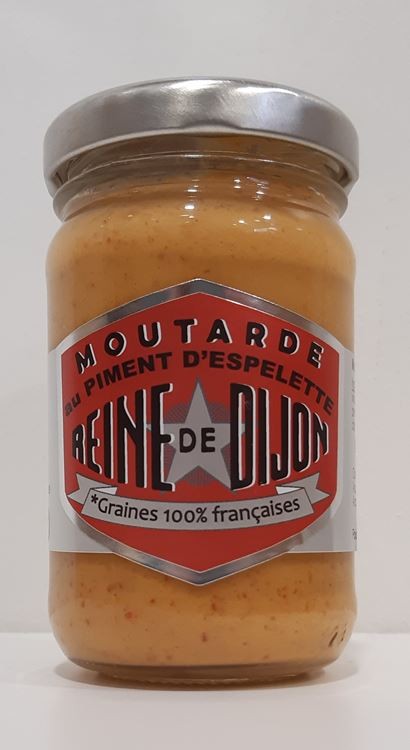 MOUTARDE
au PIMENT D'ESPELETTE
REINE DE DIJON
*Graines 100% françaises